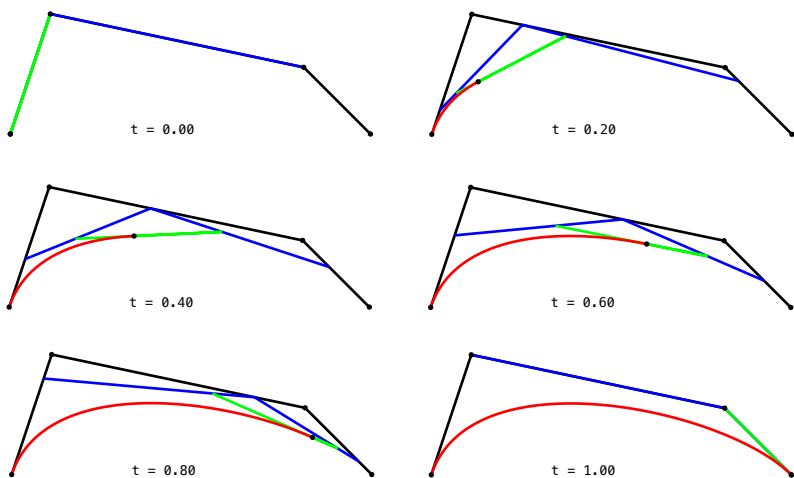 t = 0.00
t = 0.20
t = 0.40
t = 0.60
t = 0.80
t = 1.00